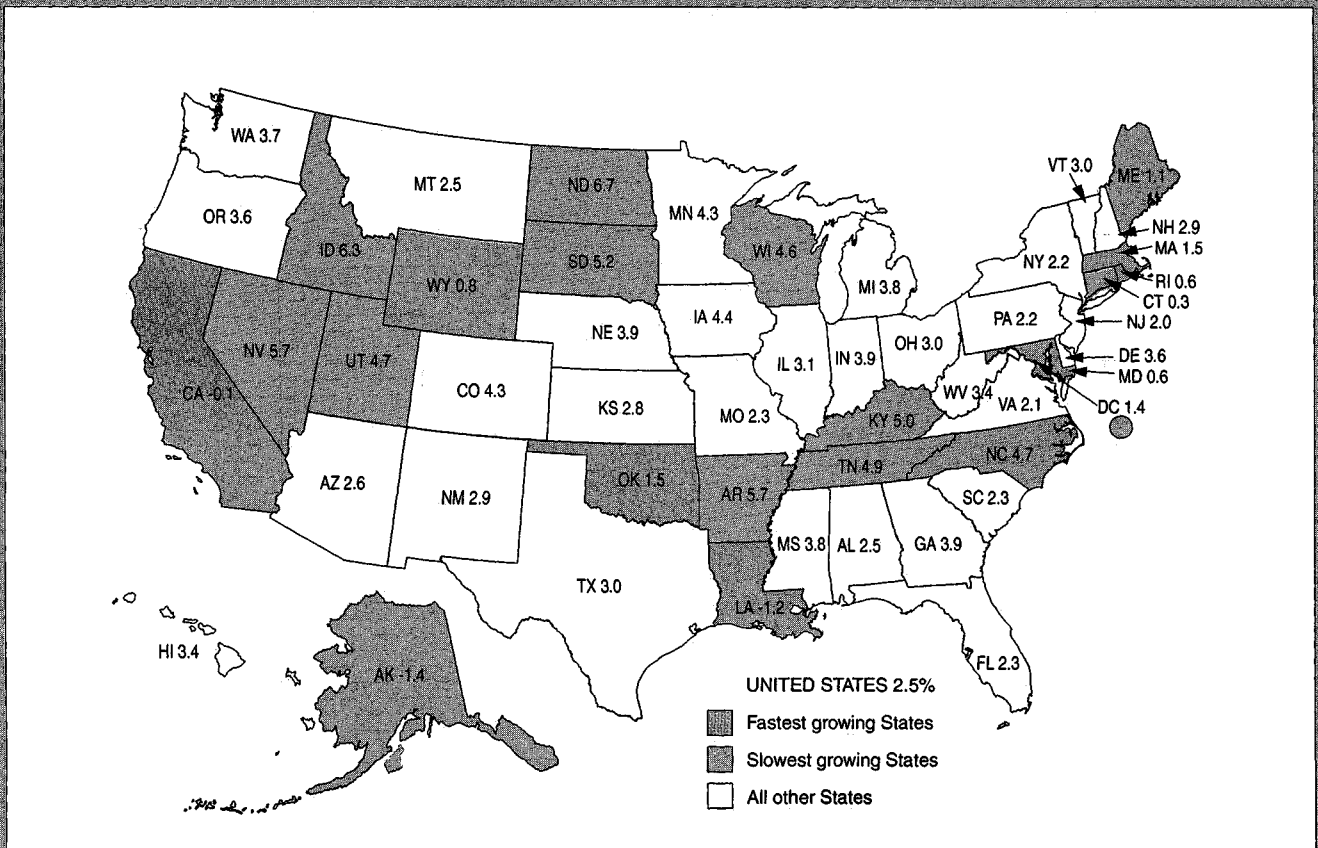 WA 3.7
MT 2.5
ND 6.7
MN 4.3
VT 3.0
ME 1.1
OR 3.6
ID 6.3
WY 0.8
SD 5.2
WI 4.6
MI 3.8
NY 2.2
NH 2.9
MA 1.5
RI 0.6
CT 0.3
NJ 2.0
NV 5.7
UT 4.7
CA -0.1
CO 4.3
NE 3.9
KS 2.8
IA 4.4
MO 2.3
IL 3.1
IN 3.9
OH 3.0
PA 2.2
WV 3.4
VA 2.1
DE 3.6
MD 0.6
DC 1.4
KY 5.0
TN 4.9
NC 4.7
AZ 2.6
NM 2.9
OK 1.5
AR 5.7
SC 2.3
MS 3.8
AL 2.5
GA 3.9
TX 3.0
LA -1.2
HI 3.4
AK -1.4
FL 2.3
UNITED STATES 2.5%
Fastest growing States
Slowest growing States
All other States